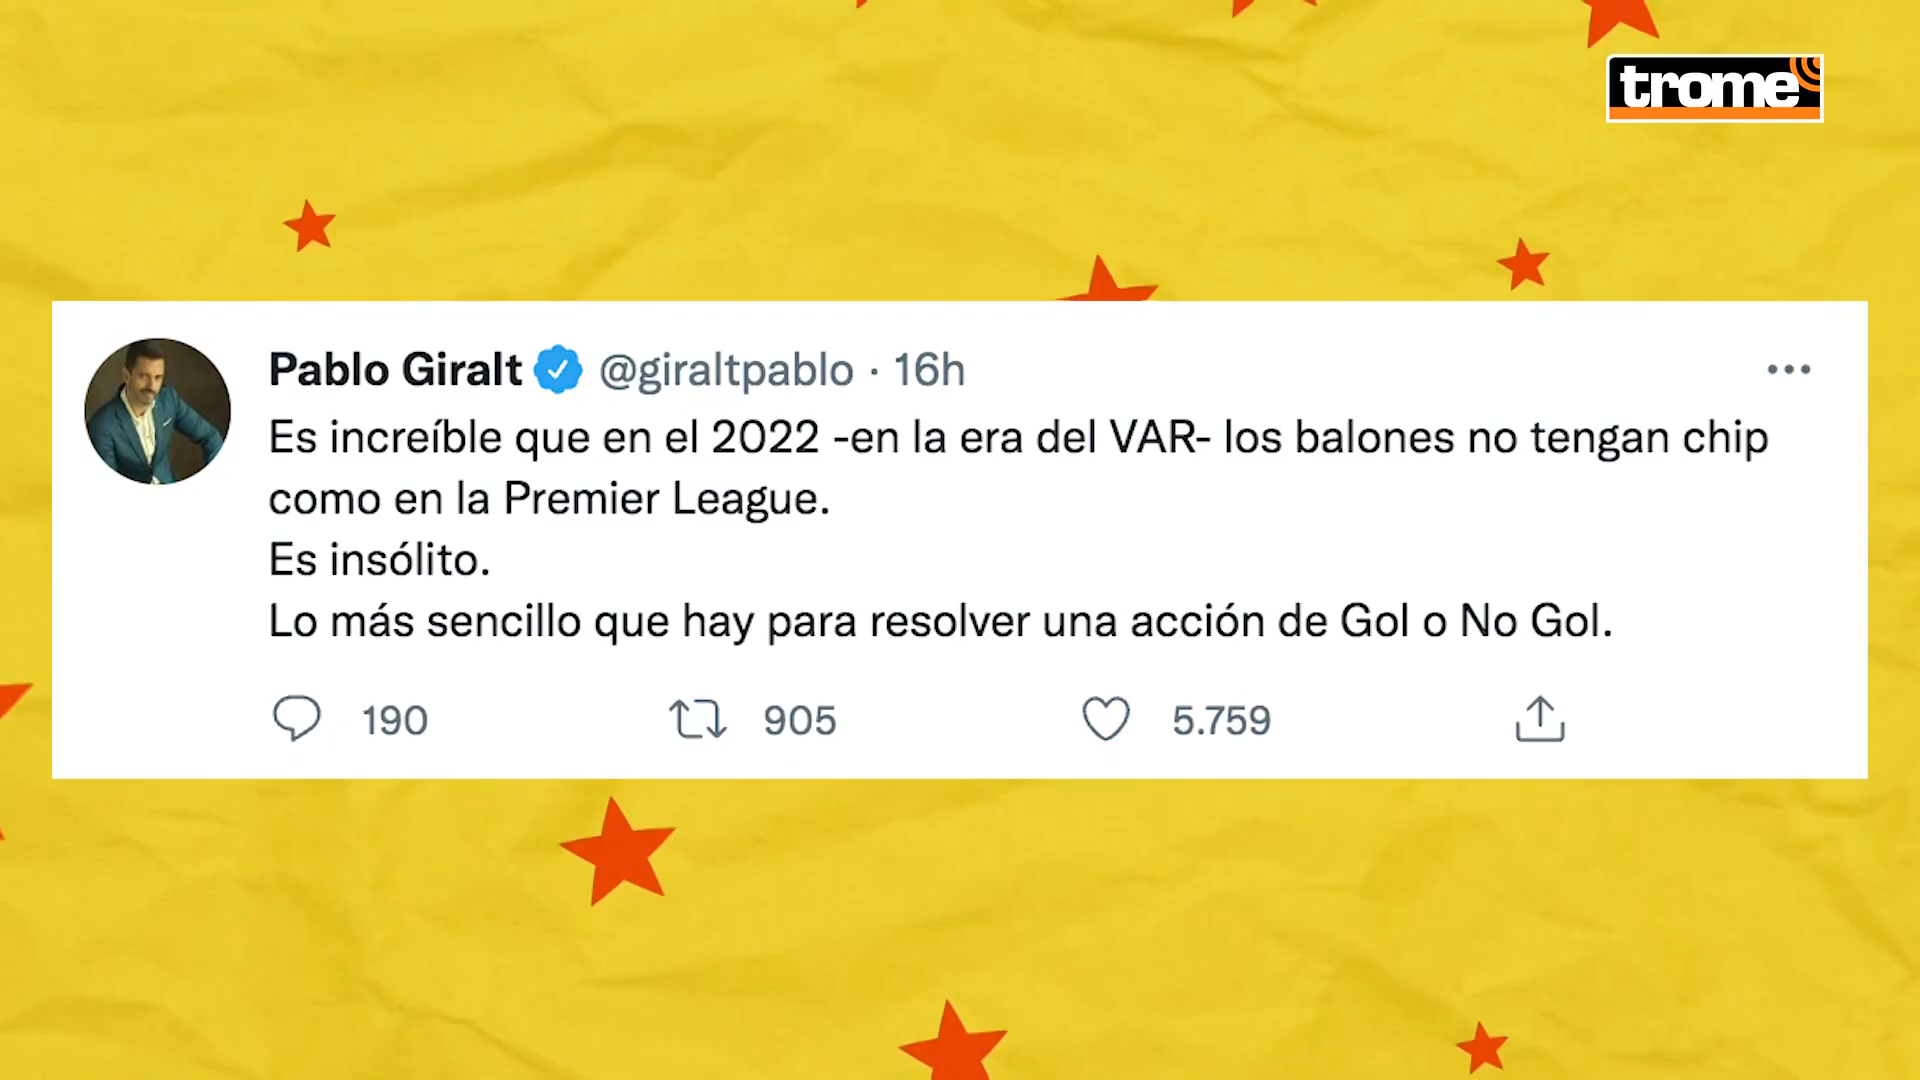 trome
Pablo Giralt @giraltpablo · 16h
Es increíble que en el 2022 -en la era del VAR- los balones no tengan chip
como en la Premier League.
Es insólito.
Lo más sencillo que hay para resolver una acción de Gol o No Gol.
190 905 5.759